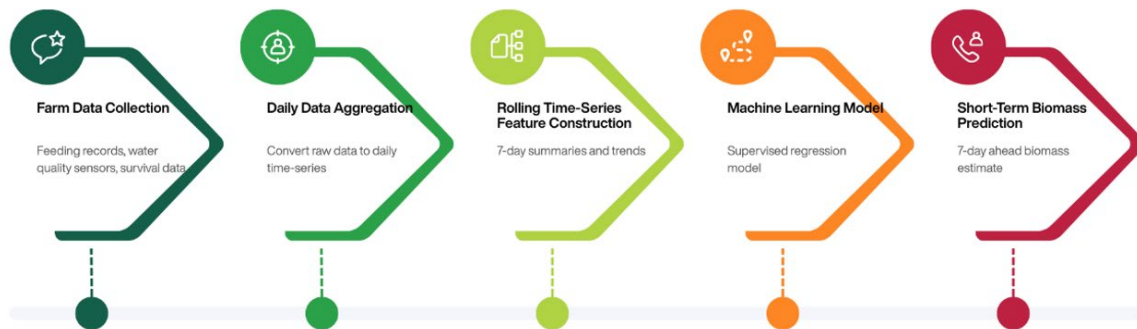 Farm Data Collection
Feeding records, water
quality sensors, survival data
Daily Data Aggregation
Convert raw data to daily
time-series
Rolling Time-Series
Feature Construction
7-day summaries and trends
Machine Learning Model
Supervised regression
model
Short-Term Biomass
Prediction
7-day ahead biomass
estimate